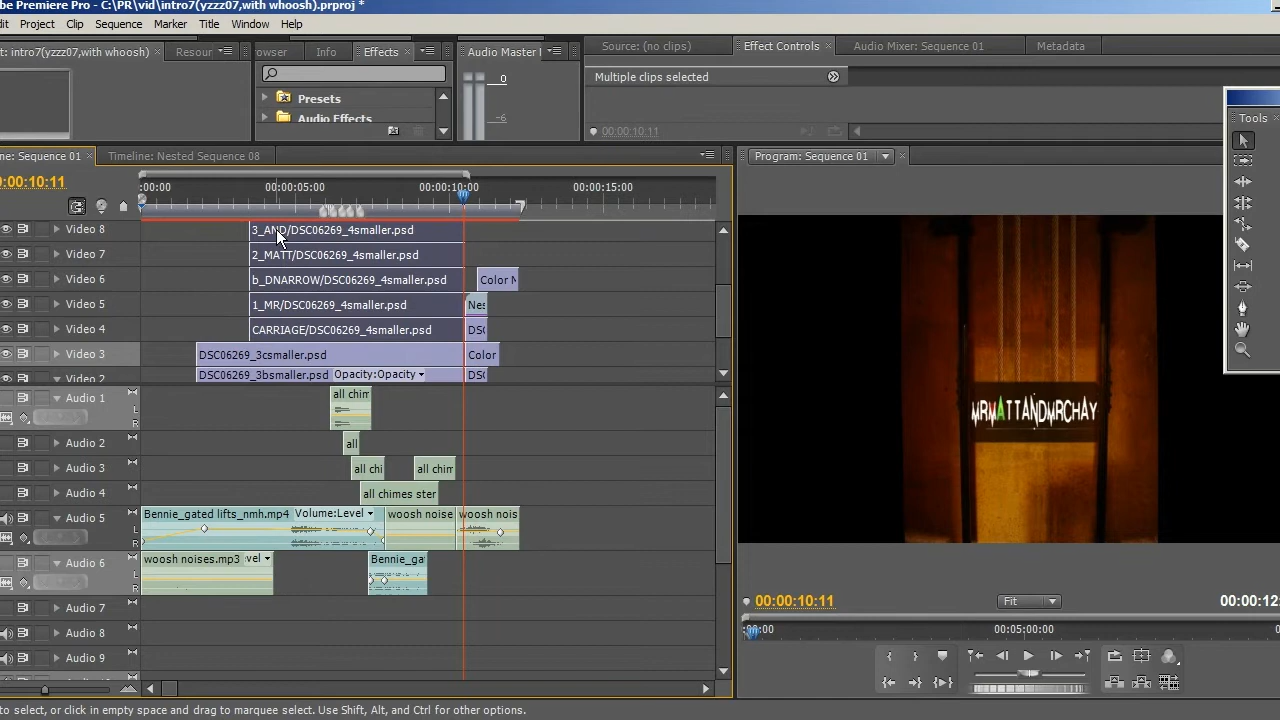 be Premiere Pro - C:\PR\vid\intro7(yzzz07,with whoosh).prproj *
dit Project Clip Sequence Marker Title Window Help
t: intro7(yzzz07,with whoosh) × Resour
owser Info Effects × Audio Master
Source: (no clips) Effect Controls × Audio Mixer: Sequence 01 Metadata
Multiple clips selected
Presets
Audio Effects
0
-6
00:00:10:11
Tools
ne: Sequence 01 × Timeline: Nested Sequence 08
Program: Sequence 01 ×
0:00:10:11
:00:00 00:00:05:00 00:00:10:00 00:00:15:00
Video 8 3_AND/DSC06269_4smaller.psd
Video 7 2_MATT/DSC06269_4smaller.psd
Video 6 b_DNARROW/DSC06269_4smaller.psd Color M
Video 5 1_MR/DSC06269_4smaller.psd Nes
Video 4 CARRIAGE/DSC06269_4smaller.psd DSC
Video 3 DSC06269_3csmaller.psd Color
Video 2 DSC06269_3bsmaller.psd Opacity:Opacity DSC
Audio 1 L R all chim
Audio 2 all
Audio 3 all chi all chim
Audio 4 all chimes ster
Audio 5 L R Bennie_gated lifts_nmh.mp4 Volume:Level woosh noise woosh nois
Audio 6 L R woosh noises.mp3 vel Bennie_ga
Audio 7
Audio 8
Audio 9
MRMATTANDMRCHAY
00:00:10:11 Fit 00:00:12:
;00:00 00:05:00:00 0
to select, or click in empty space and drag to marquee select. Use Shift, Alt, and Ctrl for other options.